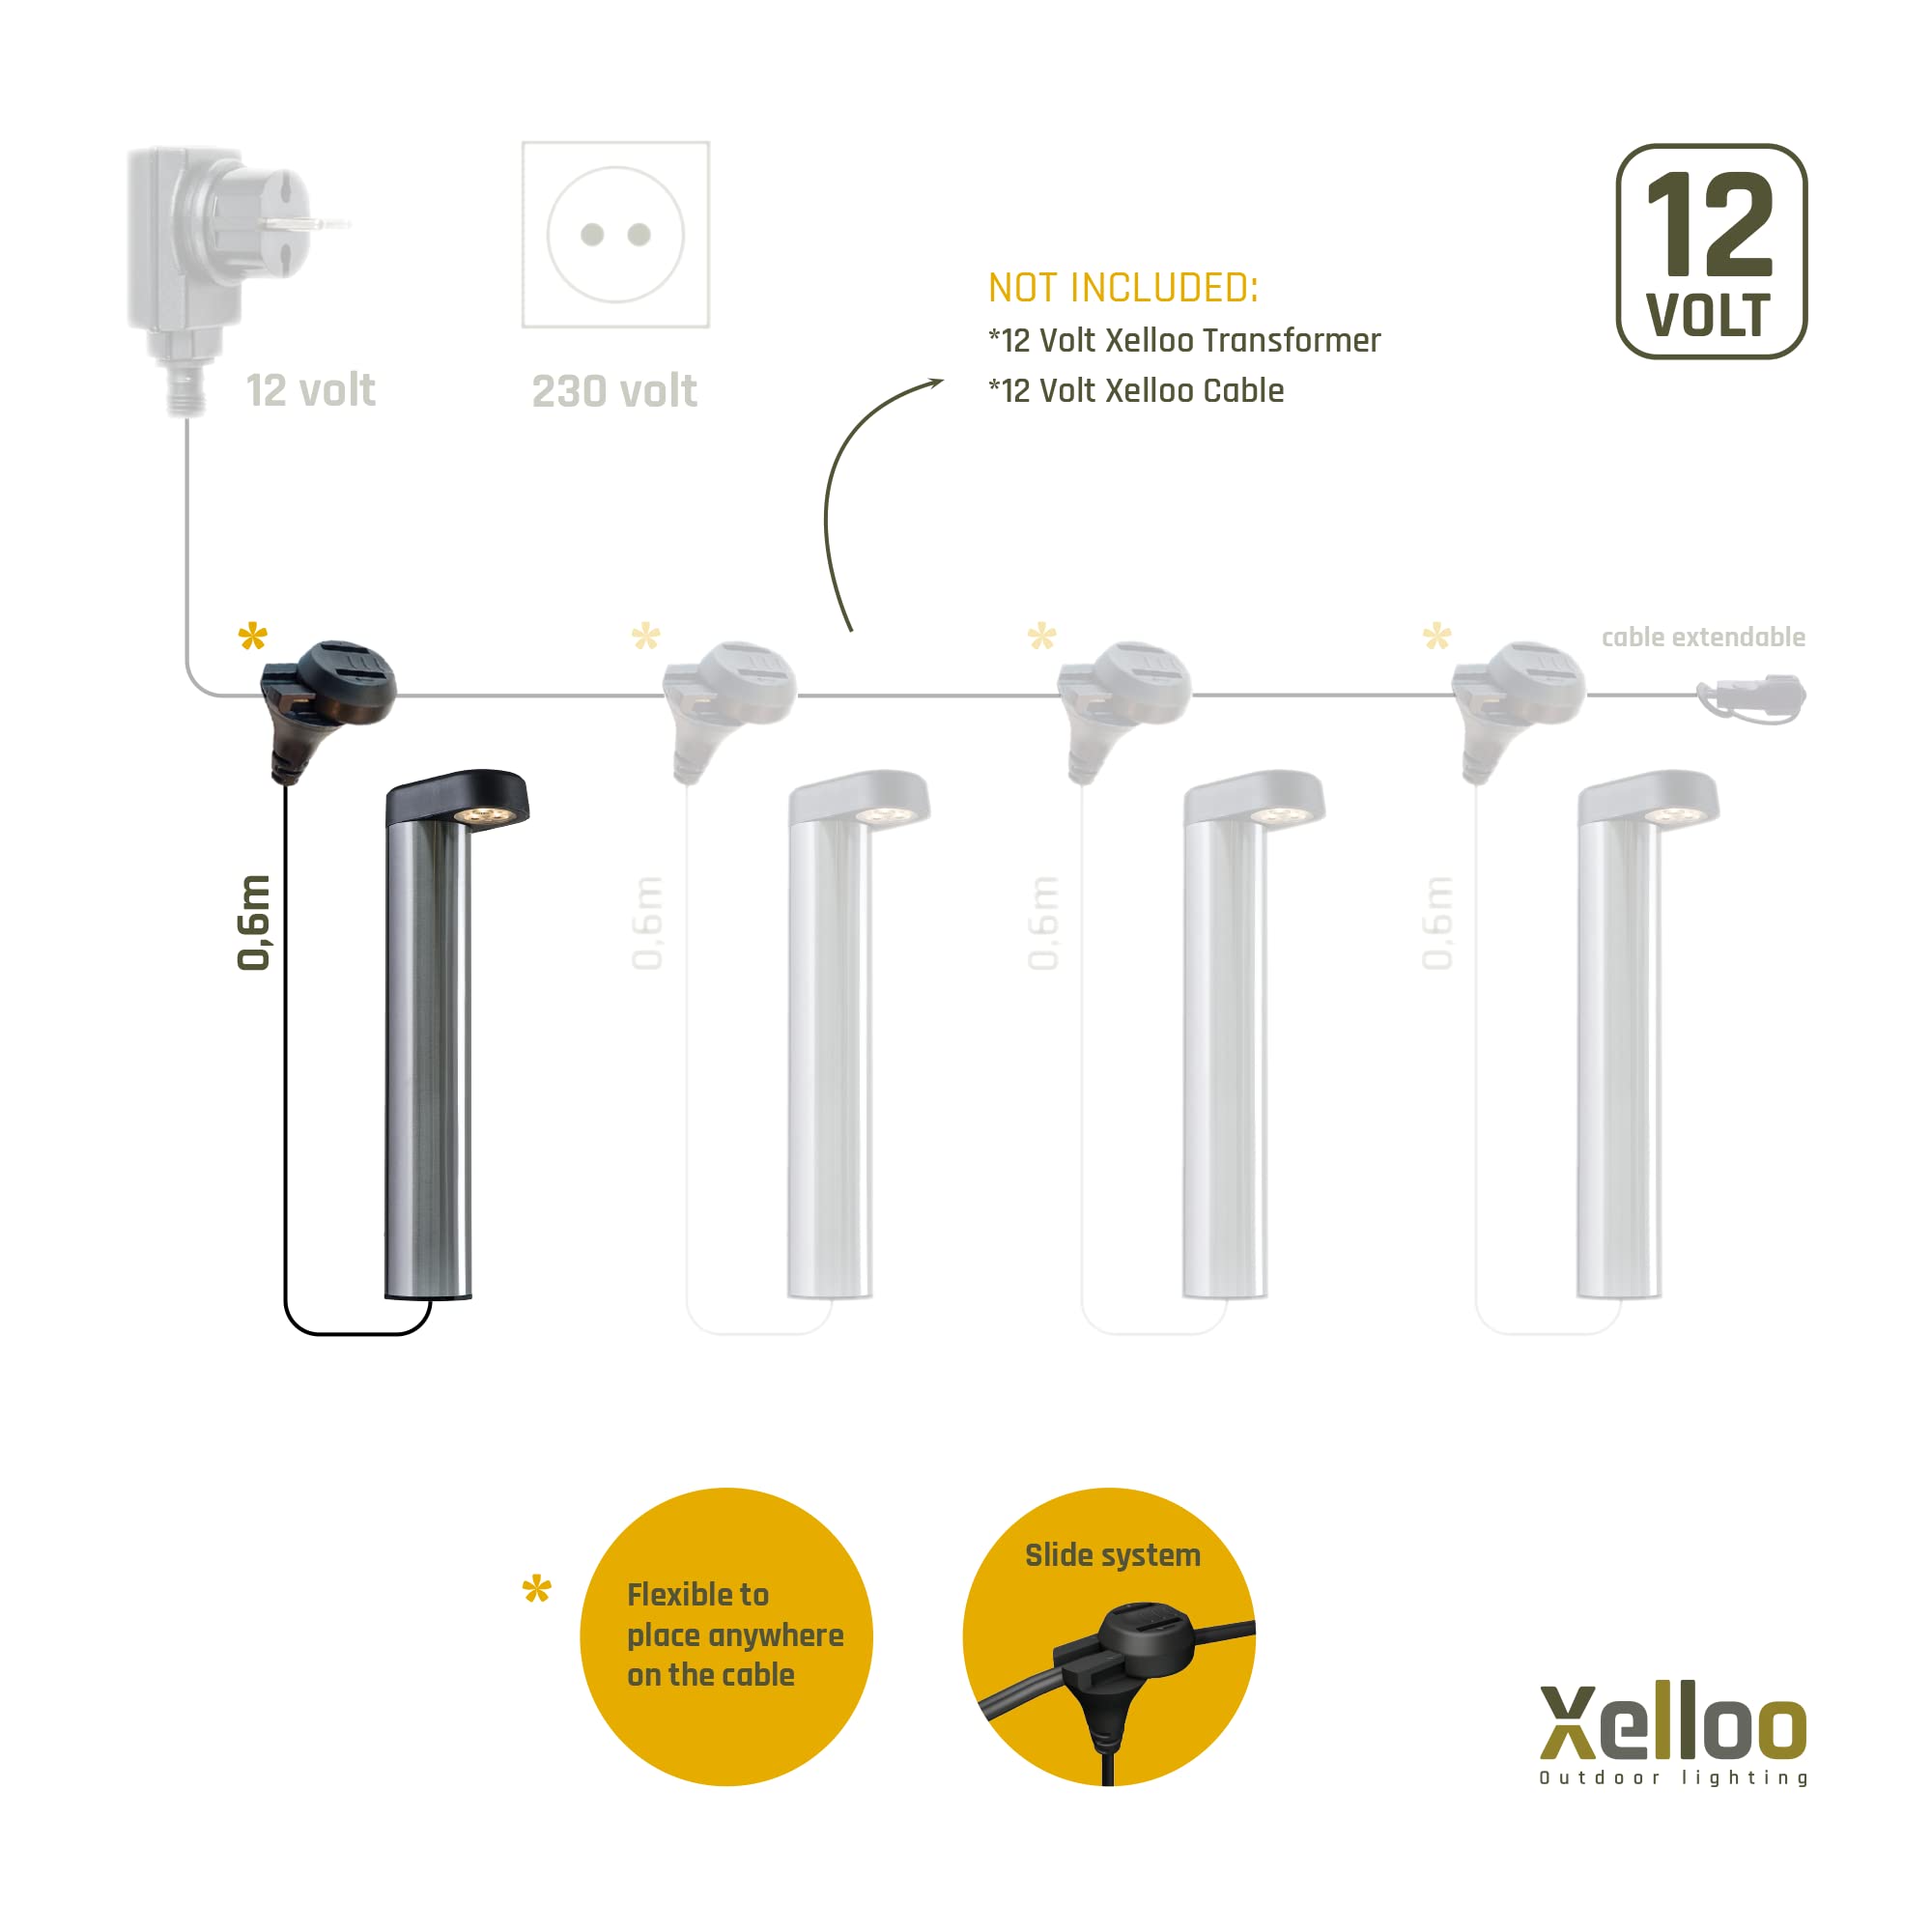 12
VOLT
NOT INCLUDED:
*12 Volt Xelloo Transformer
*12 Volt Xelloo Cable
12 volt
230 volt
*
*
*
*
cable extendable
0,6m
0,6m
0,6m
0,6m
*
Flexible to
place anywhere
on the cable
Slide system
Xelloo
Outdoor lighting